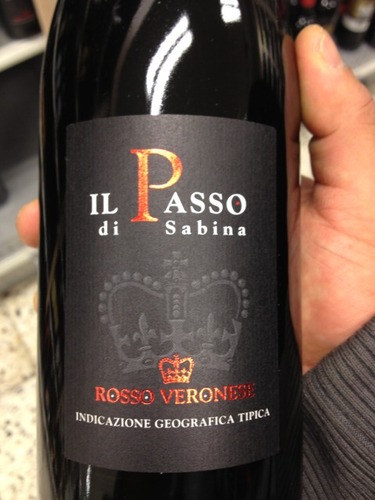 IL PASSO
di Sabina
ROSSO VERONESE
INDICAZIONE GEOGRAFICA TIPICA